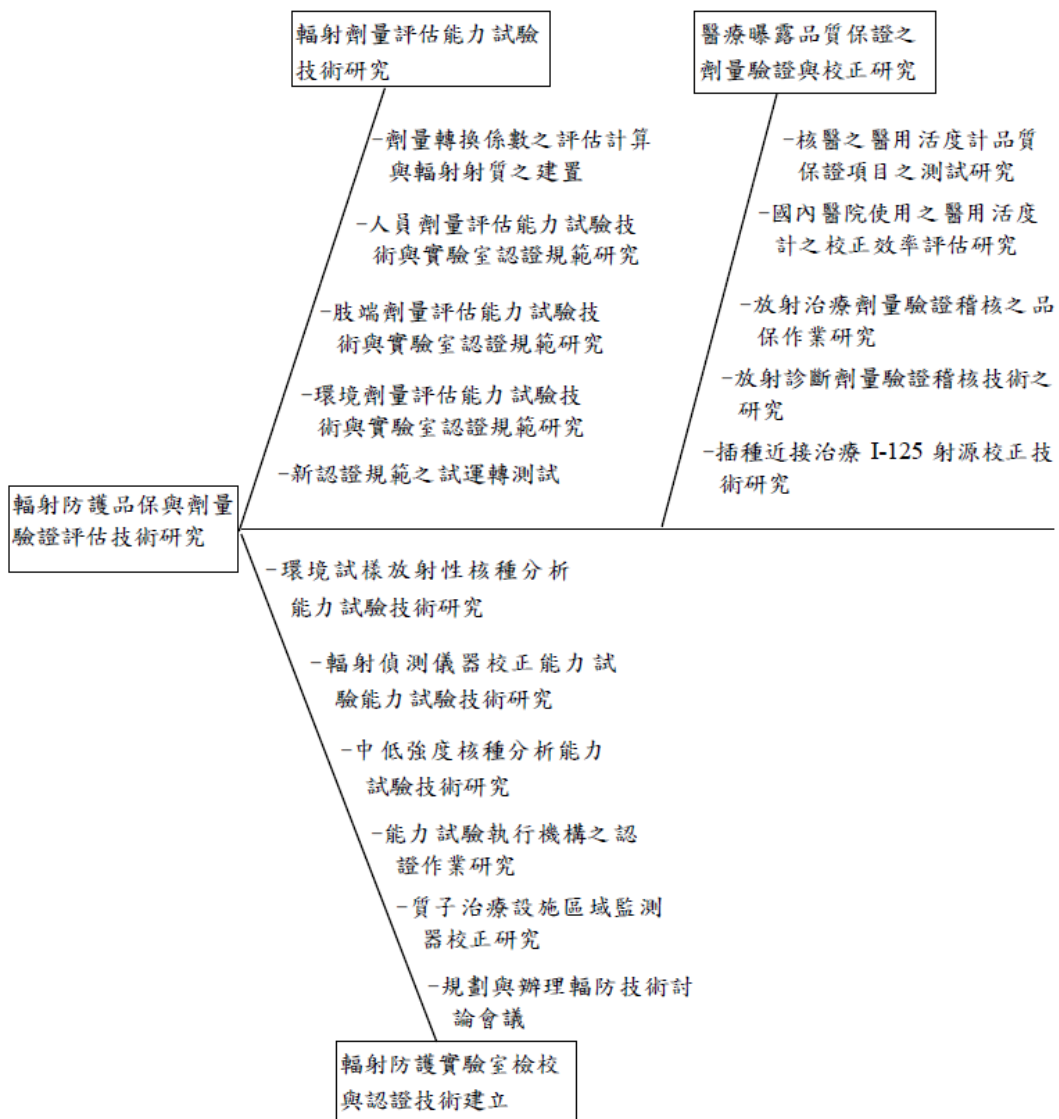 輻射劑量評估能力試驗
技術研究
醫療曝露品質保證之
劑量驗證與校正研究
-劑量轉換係數之評估計算
與輻射射質之建置
-人員劑量評估能力試驗技
術與實驗室認證規範研究
-肢端劑量評估能力試驗技
術與實驗室認證規範研究
-環境劑量評估能力試驗技
術與實驗室認證規範研究
-新認證規範之試運轉測試
-核醫之醫用活度計品質
保證項目之測試研究
-國內醫院使用之醫用活度
計之校正效率評估研究
-放射治療劑量驗證稽核之品
保作業研究
-放射診斷劑量驗證稽核技術之
研究
-插種近接治療 I-125 射源校正技
術研究
輻射防護品保與劑量
驗證評估技術研究
-環境試樣放射性核種分析
能力試驗技術研究
-輻射偵測儀器校正能力試
驗能力試驗技術研究
-中低強度核種分析能力
試驗技術研究
-能力試驗執行機構之認
證作業研究
-質子治療設施區域監測
器校正研究
-規劃與辦理輻防技術討
論會議
輻射防護實驗室檢校
與認證技術建立